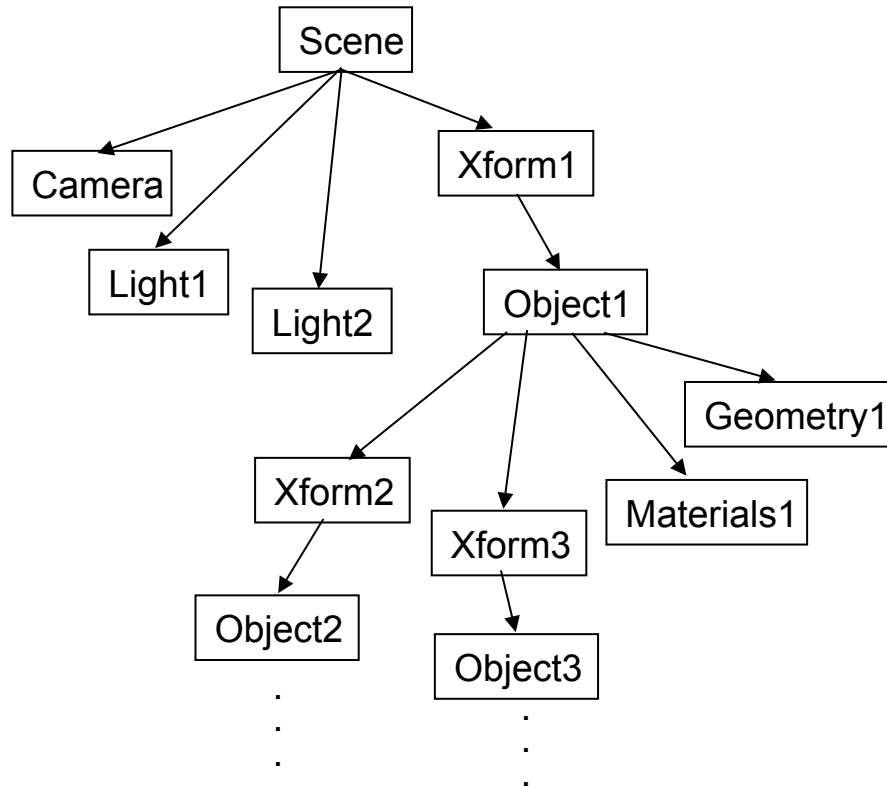 Scene
Xform1
Camera
Light1
Light2
Object1
Geometry1
Xform2
Materials1
Xform3
Object2
Object3